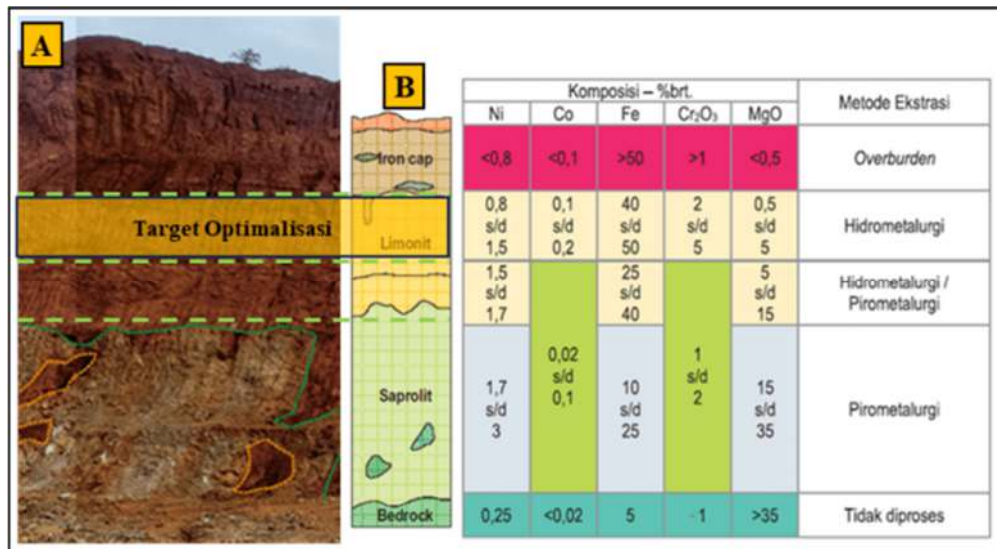 A
B
Iron cap
Target Optimalisasi
Limonit
Saprolit
Bedrock
Komposisi – %brt.
Metode Ekstrasi
Ni Co Fe Cr₂O₃ MgO
<0,8 <0,1 >50 >1 <0,5 Overburden
0,8 0,1 40 2 0,5
s/d s/d s/d s/d s/d Hidrometalurgi
1,5 0,2 50 5 5
1,5 25 5
s/d s/d s/d Hidrometalurgi /
1,7 40 15 Pirometalurgi
0,02 1
s/d s/d
0,1 2
1,7 10 15
s/d s/d s/d Pirometalurgi
3 25 35
0,25 <0,02 5 1 >35 Tidak diproses